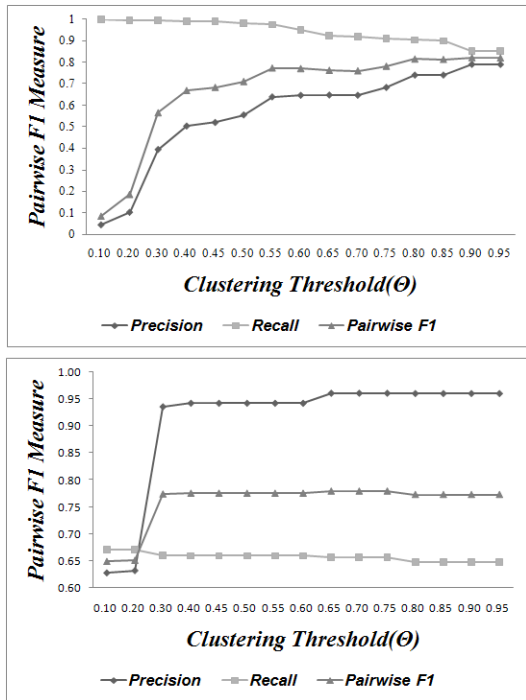 1
0.9
0.8
0.7
0.6
0.5
0.4
0.3
0.2
0.1
0
Pairwise F1 Measure
0.10 0.20 0.30 0.40 0.45 0.50 0.55 0.60 0.65 0.70 0.75 0.80 0.85 0.90 0.95
Clustering Threshold(Θ)
Precision Recall Pairwise F1
1.00
0.95
0.90
0.85
0.80
0.75
0.70
0.65
0.60
Pairwise F1 Measure
0.10 0.20 0.30 0.40 0.45 0.50 0.55 0.60 0.65 0.70 0.75 0.80 0.85 0.90 0.95
Clustering Threshold(Θ)
Precision Recall Pairwise F1